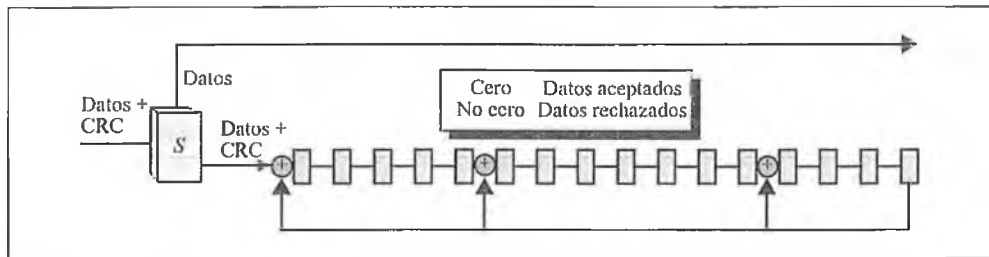 Datos
Datos +
CRC
S
Datos +
CRC
Cero Datos aceptados
No cero Datos rechazados
+
+
+